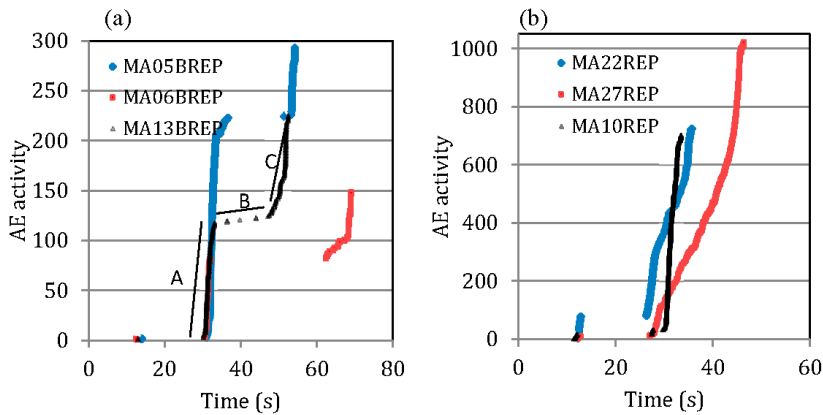 (a)
AE activity
300
250
200
150
100
50
0
MA05BREP
MA06BREP
MA13BREP
A
B
C
0 20 40 60 80
Time (s)
(b)
AE activity
1000
800
600
400
200
0
MA22REP
MA27REP
MA10REP
0 20 40 60
Time (s)